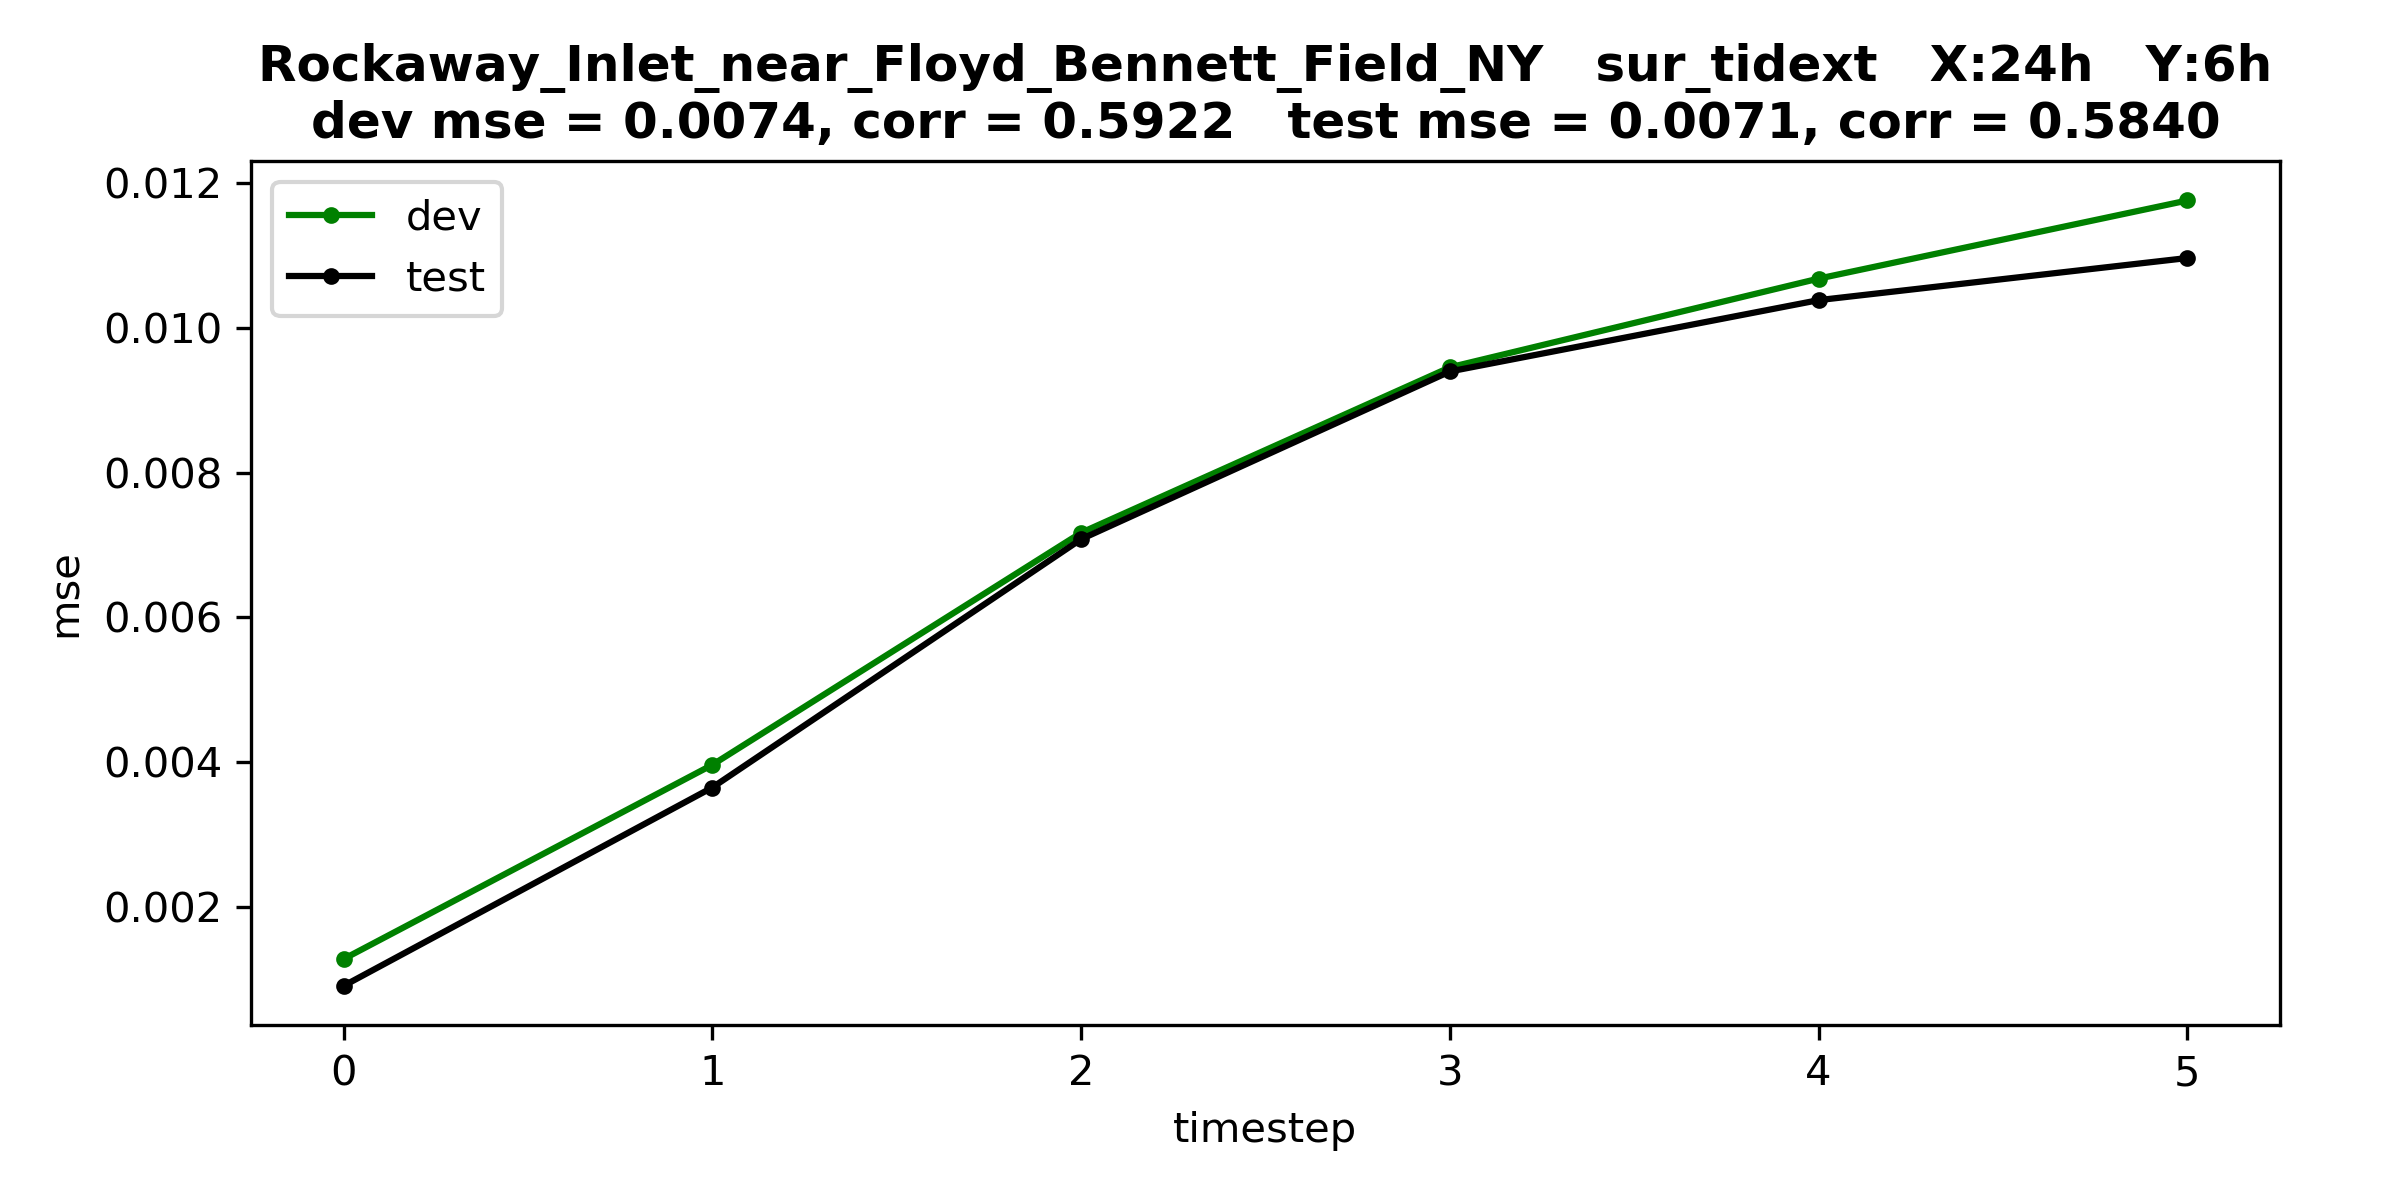 Rockaway_Inlet_near_Floyd_Bennett_Field_NY   sur_tidext   X:24h   Y:6h
dev mse = 0.0074, corr = 0.5922   test mse = 0.0071, corr = 0.5840
dev
test
0.012
0.010
0.008
0.006
0.004
0.002
mse
0 1 2 3 4 5
timestep